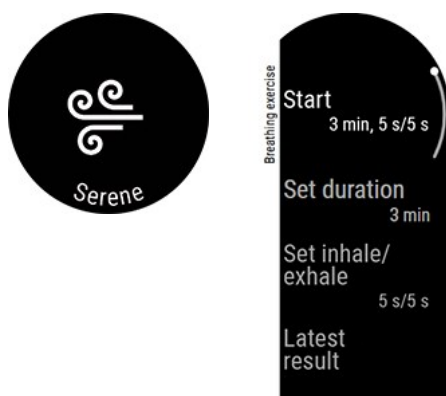 Serene
Breathing exercise
Start
3 min, 5 s/5 s
Set duration
3 min
Set inhale/
exhale
5 s/5 s
Latest
result